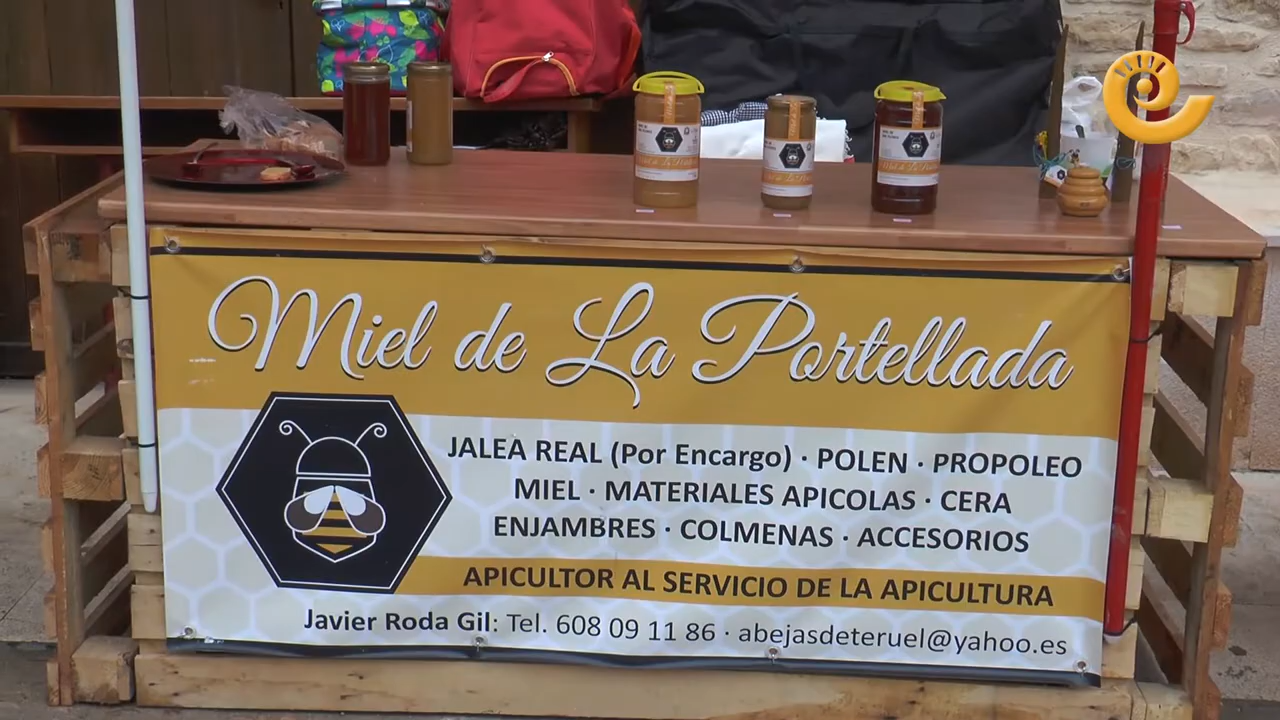 Miel de La Portellada
JALEA REAL (Por Encargo) · POLEN · PROPOLEO
MIEL · MATERIALES APICOLAS · CERA
ENJAMBRES · COLMENAS · ACCESORIOS
APICULTOR AL SERVICIO DE LA APICULTURA
Javier Roda Gil: Tel. 608 09 11 86 · abejasdeteruel@yahoo.es